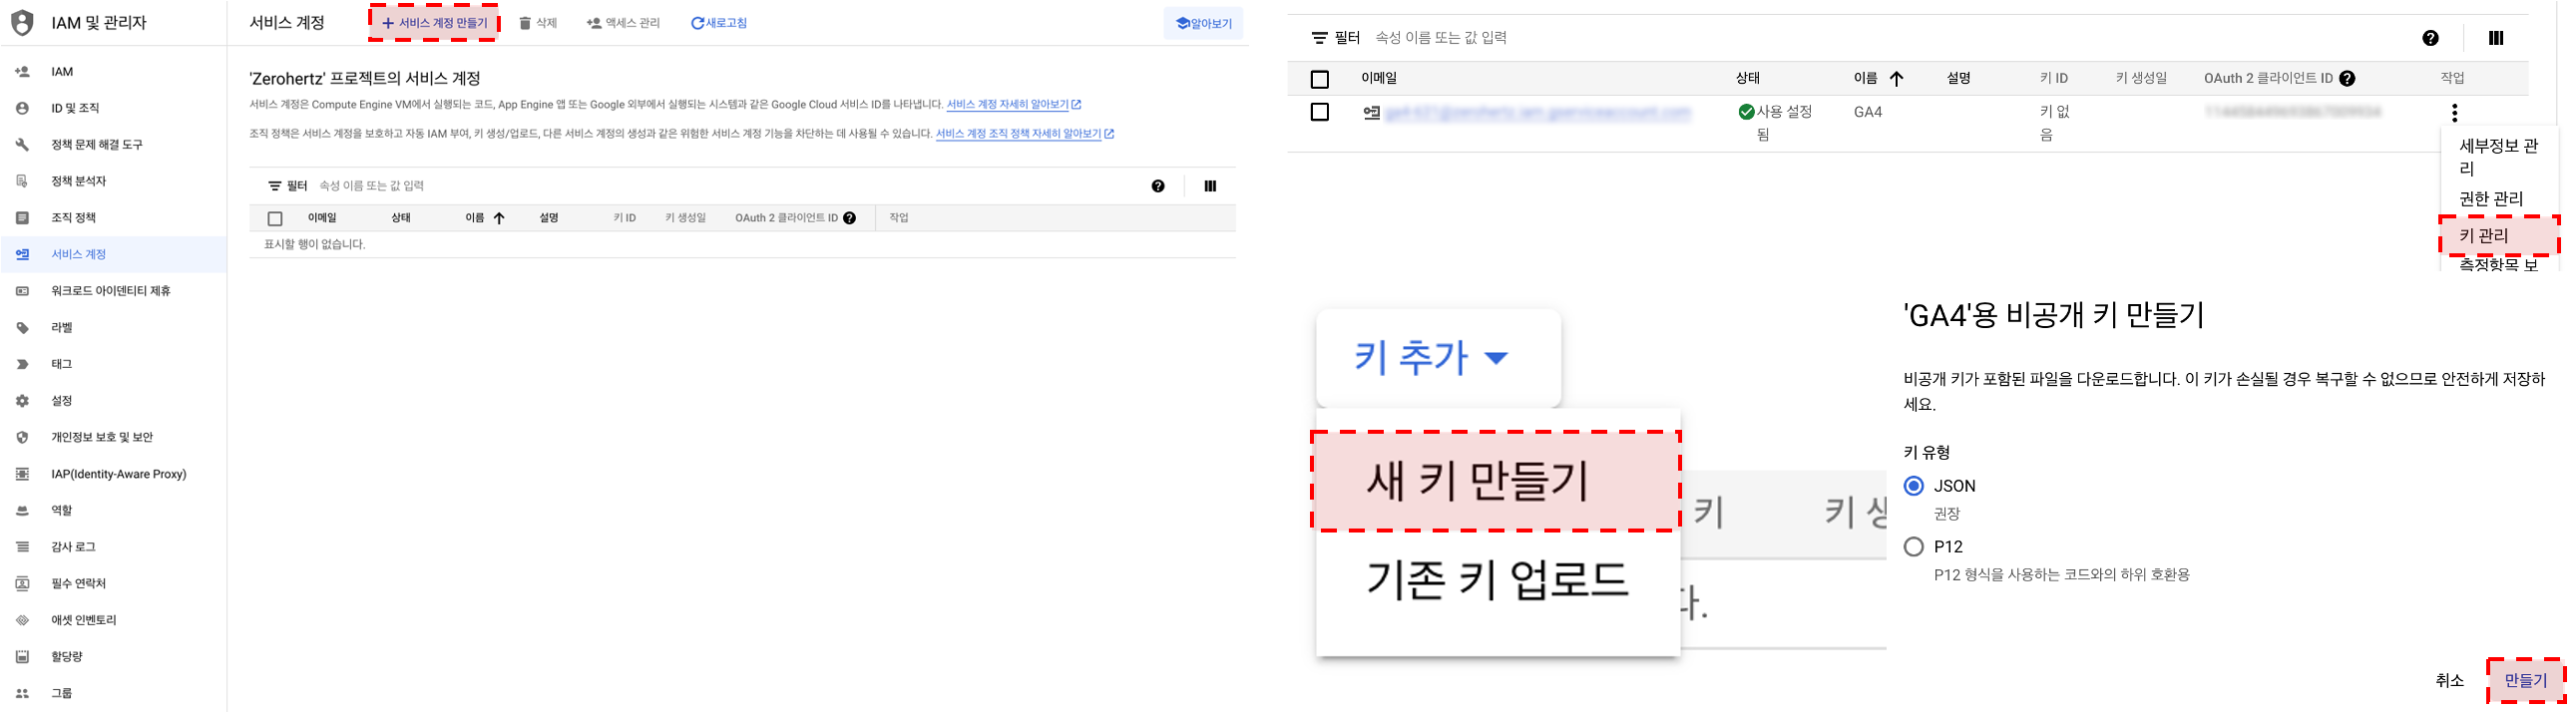 IAM 및 관리자
IAM
ID 및 조직
정책 문제 해결 도구
정책 분석자
조직 정책
서비스 계정
워크로드 아이덴티티 제휴
라벨
태그
설정
개인정보 보호 및 보안
IAP(Identity-Aware Proxy)
역할
감사 로그
필수 연락처
애셋 인벤토리
할당량
그룹
서비스 계정 + 서비스 계정 만들기 삭제 액세스 관리 새로고침 알아보기
'Zerohertz' 프로젝트의 서비스 계정
서비스 계정은 Compute Engine VM에서 실행되는 코드, App Engine 앱 또는 Google 외부에서 실행되는 시스템과 같은 Google Cloud 서비스 ID를 나타냅니다. 서비스 계정 자세히 알아보기
조직 정책은 서비스 계정을 보호하고 자동 IAM 부여, 키 생성/업로드, 다른 서비스 계정의 생성과 같은 위험한 서비스 계정 기능을 차단하는 데 사용될 수 있습니다. 서비스 계정 조직 정책 자세히 알아보기
필터 속성 이름 또는 값 입력
이메일 상태 이름 설명 키 ID 키 생성일 OAuth 2 클라이언트 ID 작업
표시할 행이 없습니다.
필터 속성 이름 또는 값 입력
이메일 상태 이름 설명 키 ID 키 생성일 OAuth 2 클라이언트 ID 작업
사용 설정 GA4 키 없
됨 음
세부정보 관
리
권한 관리
키 관리
측정항목 보
키 추가
새 키 만들기
기존 키 업로드
키 키 생
다.
'GA4'용 비공개 키 만들기
비공개 키가 포함된 파일을 다운로드합니다. 이 키가 손실될 경우 복구할 수 없으므로 안전하게 저장하
세요.
키 유형
JSON
권장
P12
P12 형식을 사용하는 코드와의 하위 호환용
취소 만들기